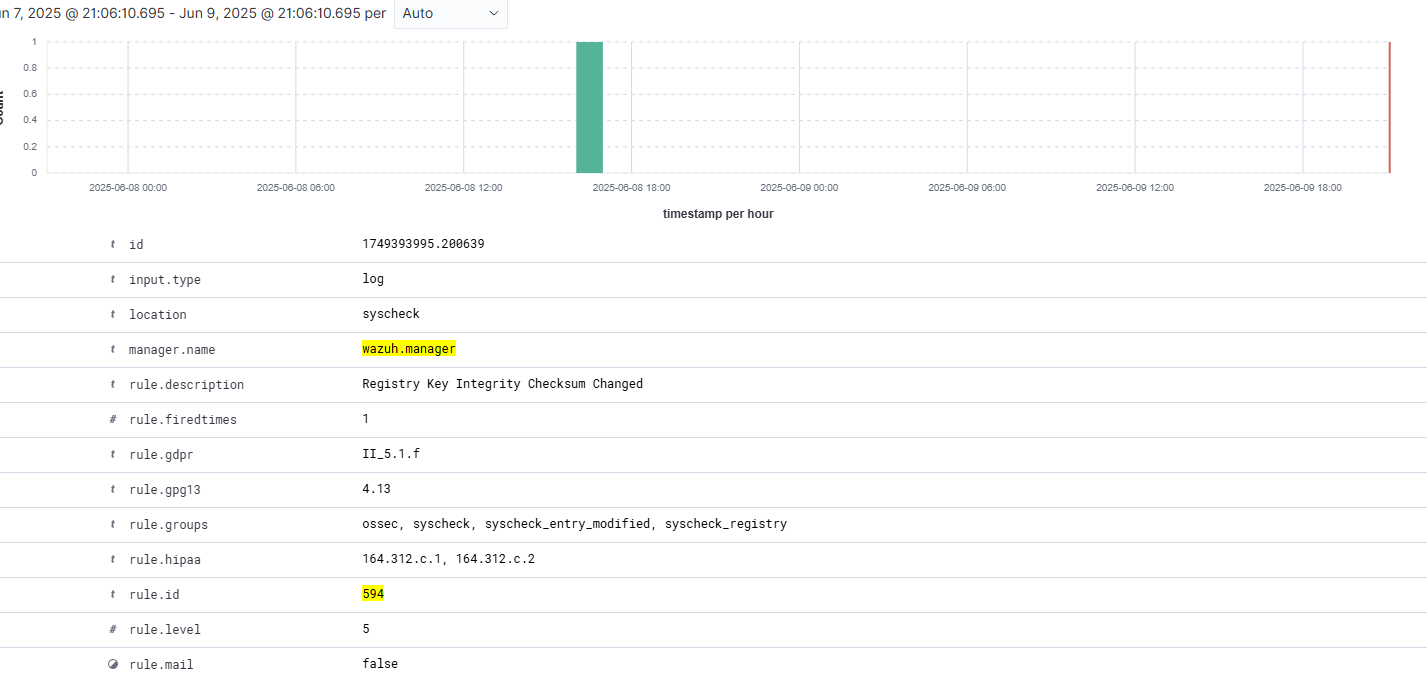 n 7, 2025 @ 21:06:10.695 - Jun 9, 2025 @ 21:06:10.695 per Auto
1
0.8
0.6
0.4
0.2
0
Count
2025-06-08 00:00 2025-06-08 06:00 2025-06-08 12:00 2025-06-08 18:00 2025-06-09 00:00 2025-06-09 06:00 2025-06-09 12:00 2025-06-09 18:00
timestamp per hour
t id 1749393995.200639
t input.type log
t location syscheck
t manager.name wazuh.manager
t rule.description Registry Key Integrity Checksum Changed
# rule.firedtimes 1
t rule.gdpr II_5.1.f
t rule.gpg13 4.13
t rule.groups ossec, syscheck, syscheck_entry_modified, syscheck_registry
t rule.hipaa 164.312.c.1, 164.312.c.2
t rule.id 594
# rule.level 5
rule.mail false